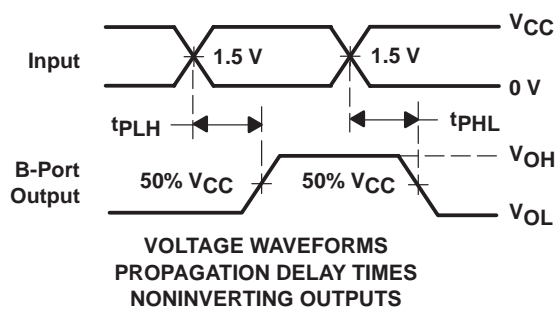 VCC
Input
1.5 V
1.5 V
0 V
tPLH
tPHL
VOH
B-Port
Output
50% VCC
50% VCC
VOL
VOLTAGE WAVEFORMS
PROPAGATION DELAY TIMES
NONINVERTING OUTPUTS